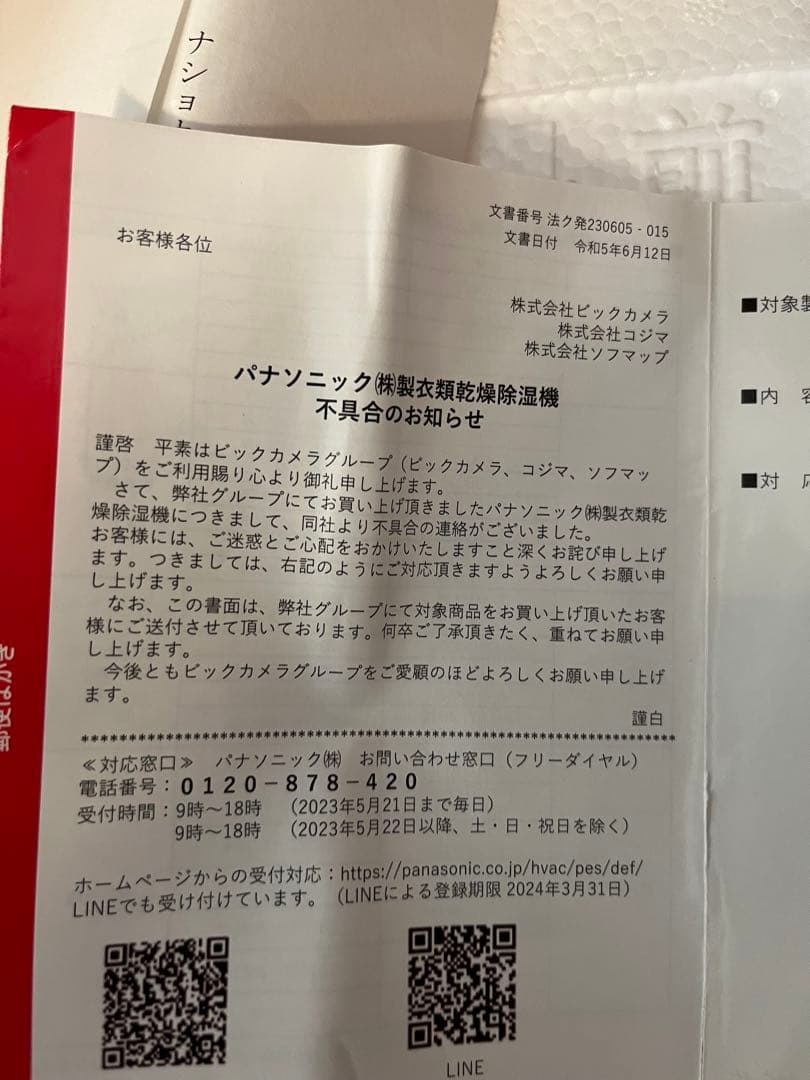 ナショ
お客様各位
文書番号 法ク発230605 - 015
文書日付 令和5年6月12日
株式会社ビックカメラ
株式会社コジマ
株式会社ソフマップ
パナソニック㈱製衣類乾燥除湿機
不具合のお知らせ
謹啓 平素はビックカメラグループ（ビックカメラ、コジマ、ソフマッ
プ）をご利用賜り心より御礼申し上げます。
さて、弊社グループにてお買い上げ頂きましたパナソニック㈱製衣類乾
燥除湿機につきまして、同社より不具合の連絡がございました。
お客様には、ご迷惑とご心配をおかけいたしますこと深くお詫び申し上げ
ます。つきましては、右記のようにご対応頂きますようよろしくお願い申
し上げます。
なお、この書面は、弊社グループにて対象商品をお買い上げ頂いたお客
様にご送付させて頂いております。何卒ご了承頂きたく、重ねてお願い申
し上げます。
今後ともビックカメラグループをご愛顧のほどよろしくお願い申し上げ
ます。
謹白
≪対応窓口≫ パナソニック㈱ お問い合わせ窓口（フリーダイヤル）
電話番号：0120－878－420
受付時間：9時～18時 （2023年5月21日まで毎日）
9時～18時 （2023年5月22日以降、土・日・祝日を除く）
ホームページからの受付対応：https://panasonic.co.jp/hvac/pes/def/
LINEでも受け付けています。（LINEによる登録期限 2024年3月31日）
LINE
■対象製
■内 容
■対 応
郵便はがき
前